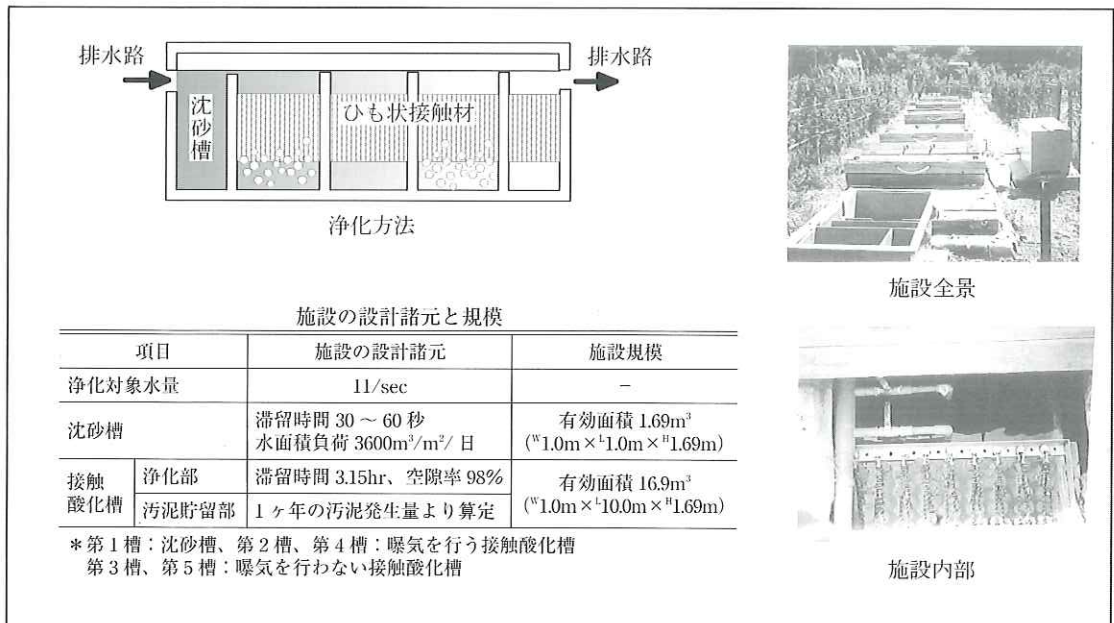 排水路
排水路
沈砂槽
ひも状接触材
浄化方法
施設全景
施設の設計諸元と規模
項目 施設の設計諸元 施設規模
浄化対象水量 1l/sec －
沈砂槽 滞留時間 30 ～ 60 秒 有効面積 1.69m³
水面積負荷 3600m³/m²/ 日 (ᵂ1.0m×ᴸ1.0m×ᴴ1.69m)
接触酸化槽 浄化部 滞留時間 3.15hr、空隙率 98% 有効面積 16.9m³
汚泥貯留部 1 ヶ年の汚泥発生量より算定 (ᵂ1.0m×ᴸ10.0m×ᴴ1.69m)
＊第 1 槽：沈砂槽、第 2 槽、第 4 槽：曝気を行う接触酸化槽
第 3 槽、第 5 槽：曝気を行わない接触酸化槽
施設内部